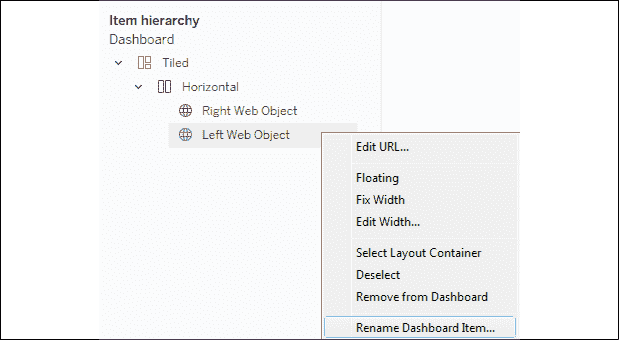 Item hierarchy
Dashboard
Tiled
Horizontal
Right Web Object
Left Web Object
Edit URL...
Floating
Fix Width
Edit Width...
Select Layout Container
Deselect
Remove from Dashboard
Rename Dashboard Item...